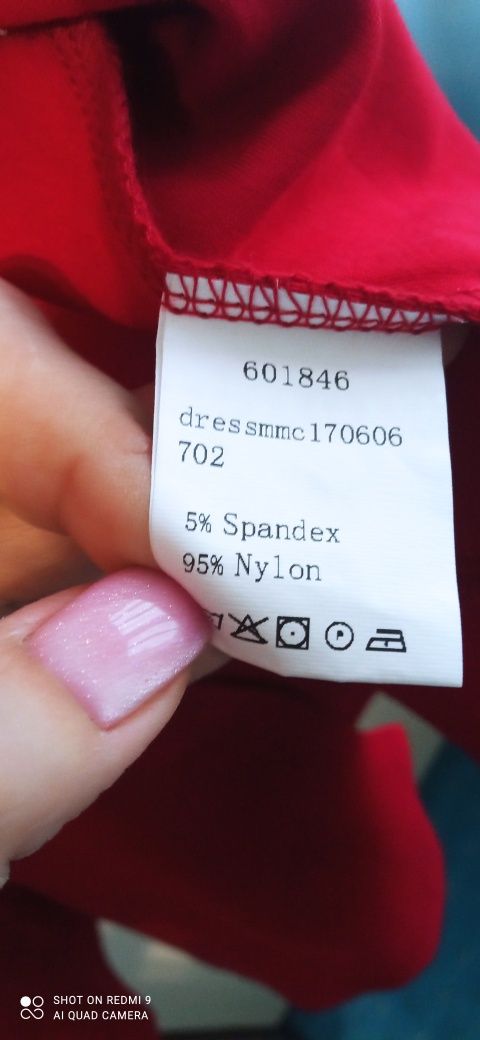 601846
dressmmc170606
702
5% Spandex
95% Nylon
P
SHOT ON REDMI 9
AI QUAD CAMERA